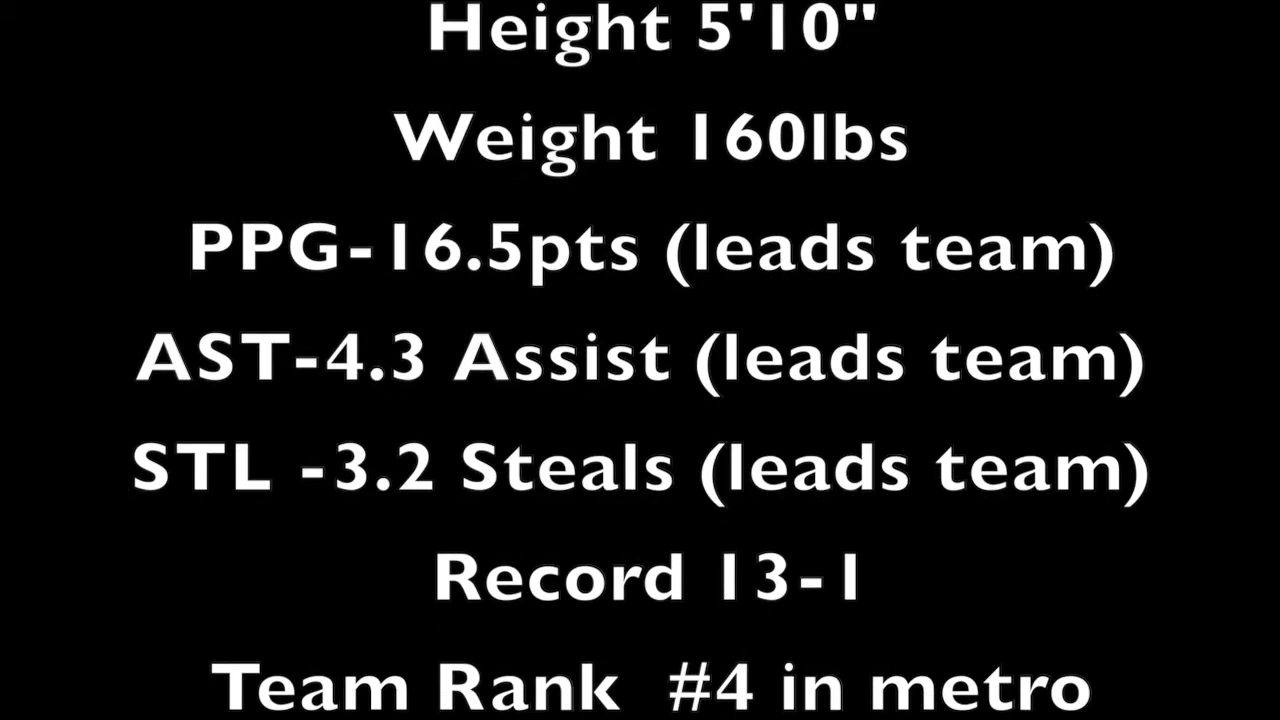 Height 5'10"
Weight 160lbs
PPG-16.5pts (leads team)
AST-4.3 Assist (leads team)
STL -3.2 Steals (leads team)
Record 13-1
Team Rank  #4 in metro